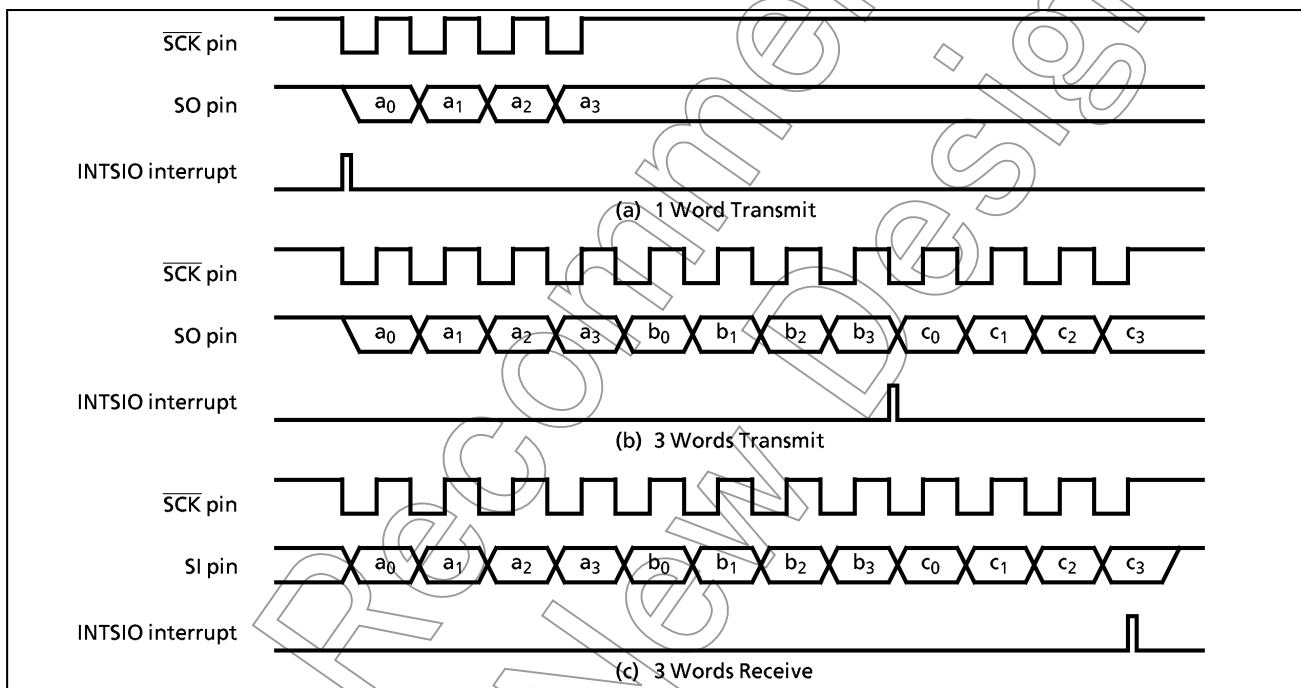 SCK pin
SO pin
a0 a1 a2 a3
INTSIO interrupt
(a) 1 Word Transmit
SCK pin
SO pin
a0 a1 a2 a3 b0 b1 b2 b3 c0 c1 c2 c3
INTSIO interrupt
(b) 3 Words Transmit
SCK pin
SI pin
a0 a1 a2 a3 b0 b1 b2 b3 c0 c1 c2 c3
INTSIO interrupt
(c) 3 Words Receive
New